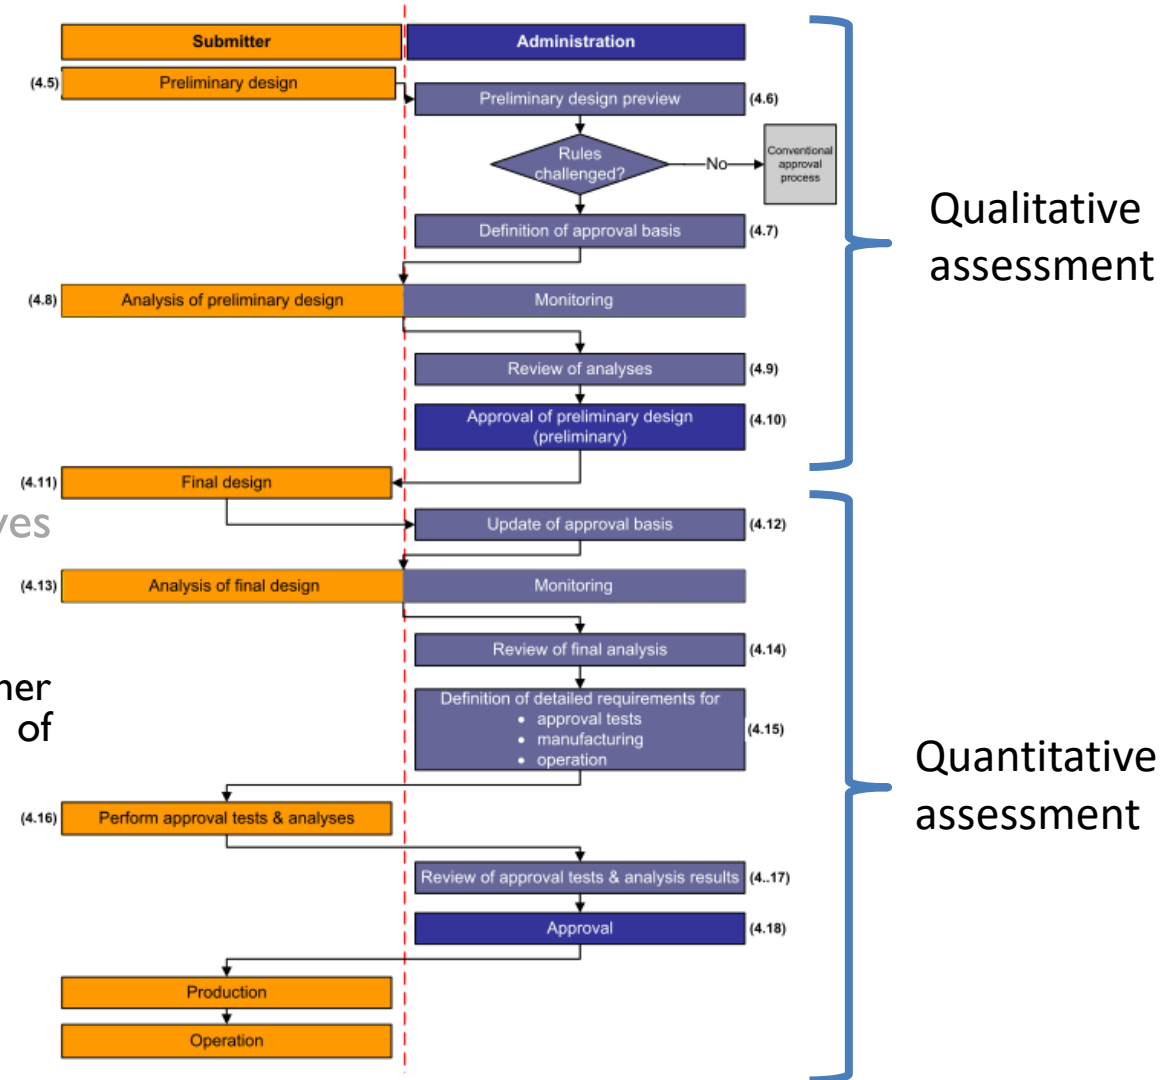 Submitter
Administration
(4.5)
Preliminary design
Preliminary design preview
(4.6)
Rules
challenged?
No
Conventional
approval
process
Definition of approval basis
(4.7)
Qualitative
assessment
(4.8)
Analysis of preliminary design
Monitoring
Review of analyses
(4.9)
Approval of preliminary design
(preliminary)
(4.10)
(4.11)
Final design
ves
Update of approval basis
(4.12)
(4.13)
Analysis of final design
Monitoring
Review of final analysis
(4.14)
ner
of
Definition of detailed requirements for
• approval tests
• manufacturing
• operation
(4.15)
Quantitative
assessment
(4.16)
Perform approval tests & analyses
Review of approval tests & analysis results
(4..17)
Approval
(4.18)
Production
Operation